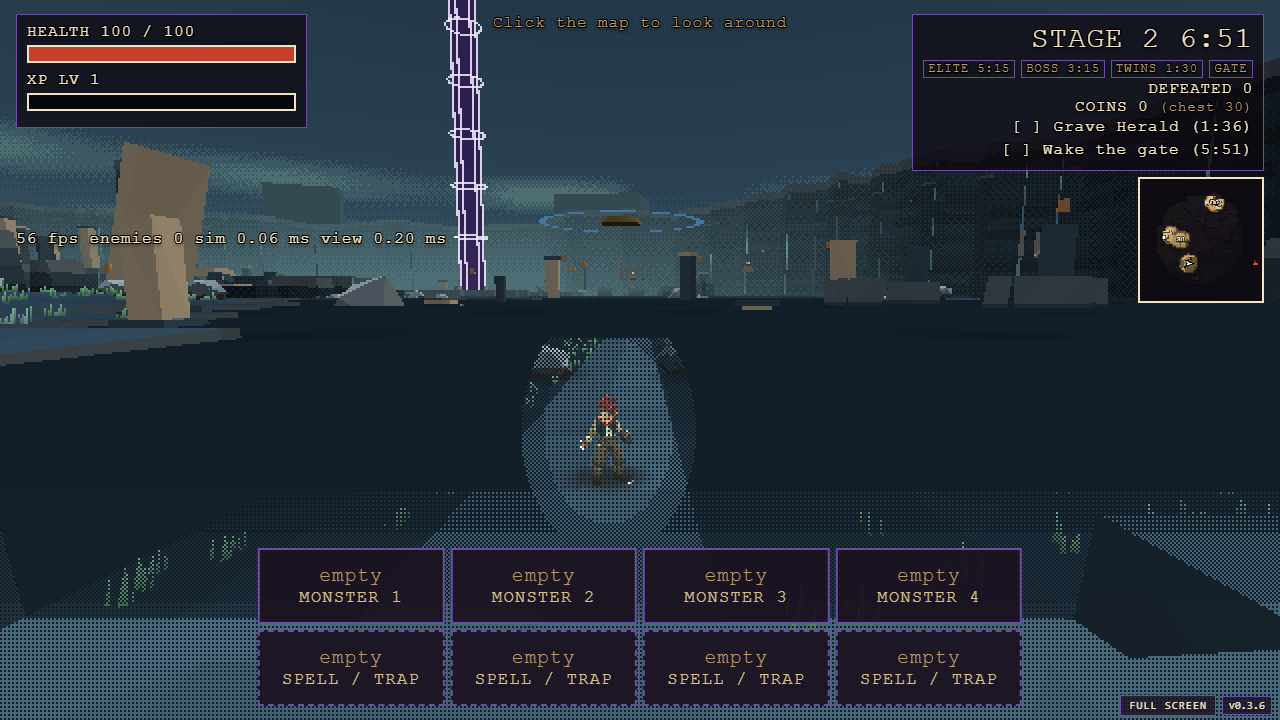 HEALTH 100 / 100
XP LV 1
Click the map to look around
STAGE 2 6:51
ELITE 5:15 BOSS 3:15 TWINS 1:30 GATE
DEFEATED 0
COINS 0 (chest 30)
[ ] Grave Herald (1:36)
[ ] Wake the gate (5:51)
56 fps enemies 0 sim 0.06 ms view 0.20 ms
empty empty empty empty
MONSTER 1 MONSTER 2 MONSTER 3 MONSTER 4
empty empty empty empty
SPELL / TRAP SPELL / TRAP SPELL / TRAP SPELL / TRAP
FULL SCREEN v0.3.6